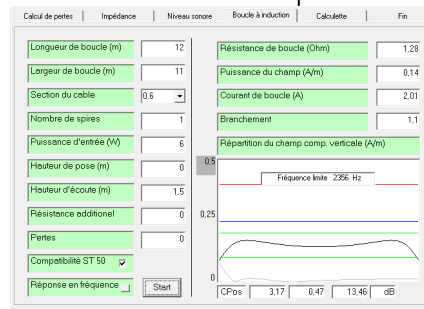 Calcul de pertes Impédance Niveau sonore Boucle à induction Calculette Fin
Longueur de boucle (m) 12
Largeur de boucle (m) 11
Section du cable 0,6
Nombre de spires 1
Puissance d'entrée (W) 6
Hauteur de pose (m) 0
Hauteur d'écoute (m) 1,5
Résistance additionel 0
Pertes 0
Compatibilité ST 50
Réponse en fréquence Start
Résistance de boucle (Ohm) 1,28
Puissance du champ (A/m) 0,14
Courant de boucle (A) 2,01
Branchement 1,1
Répartition du champ comp. verticale (A/m)
0,5
Fréquence limite 2356 Hz
0,25
0
CPos 3,17 0,47 13,46 dB